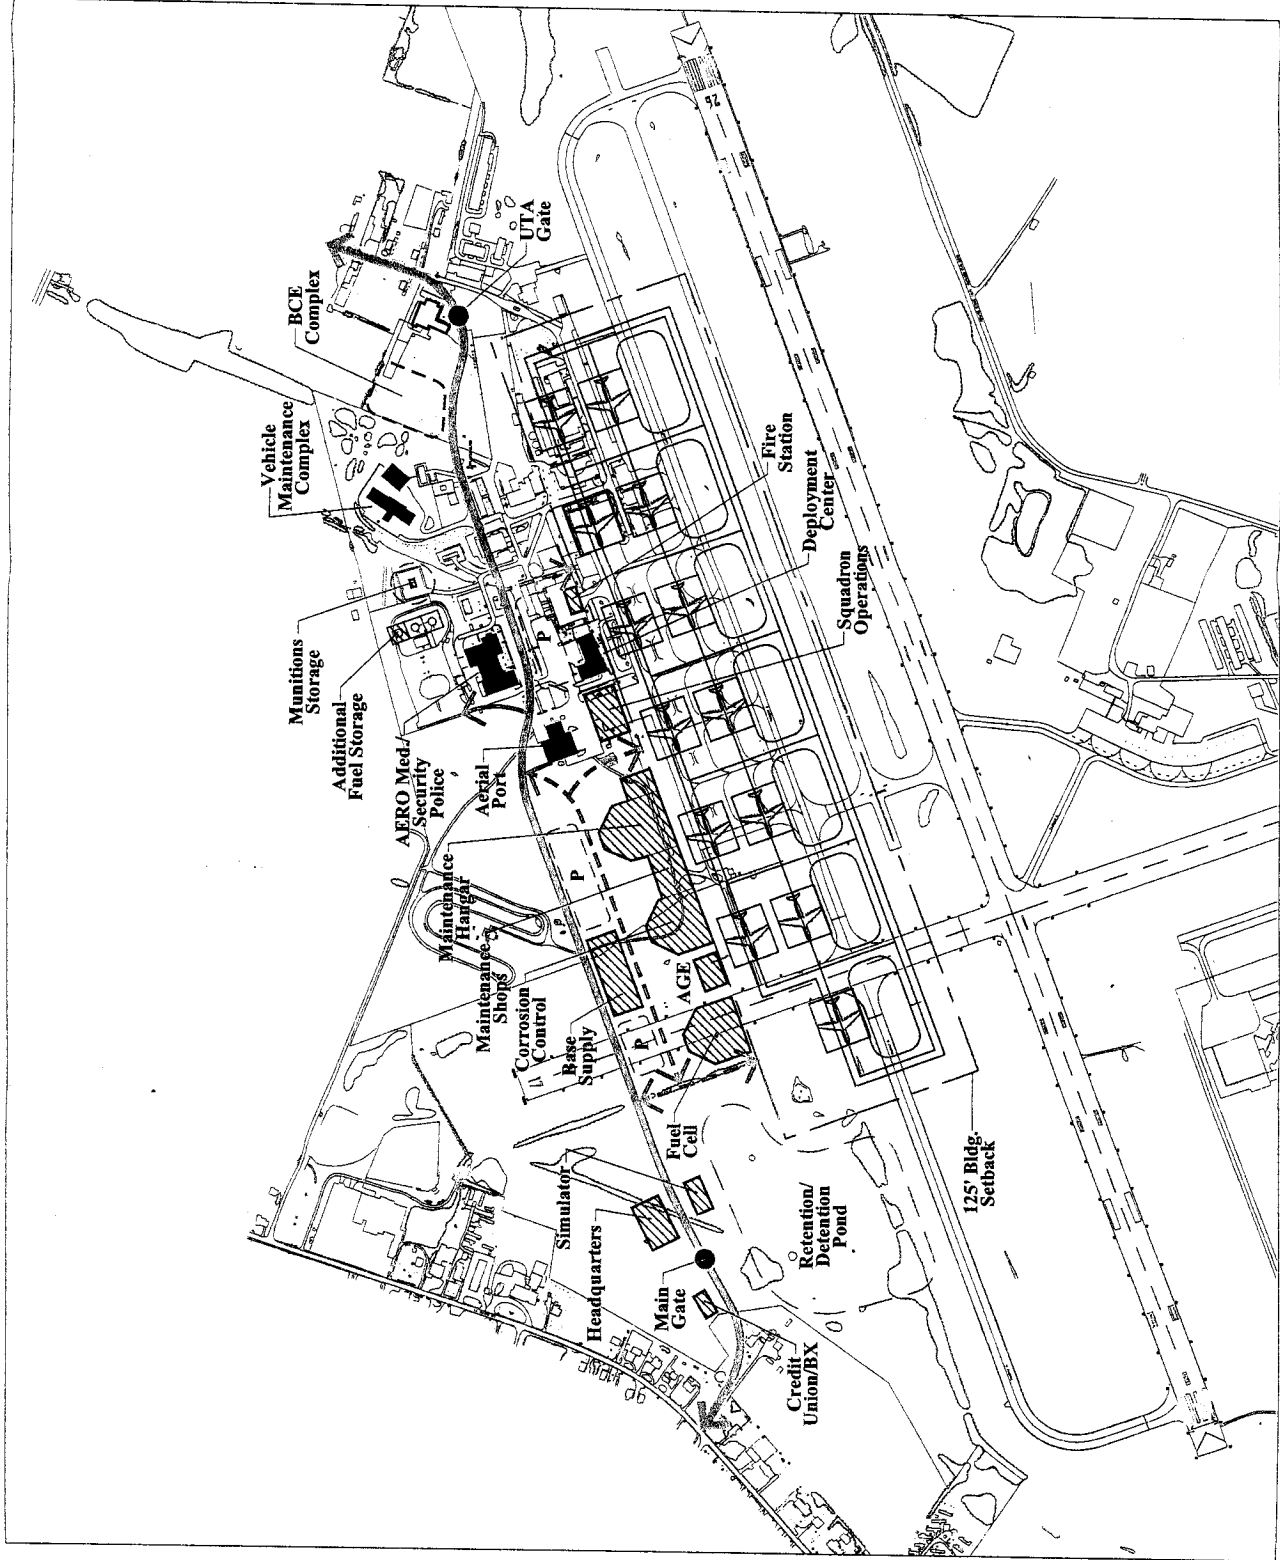 26
UTA
Gate
BCE
Complex
Vehicle
Maintenance
Complex
Munitions
Storage
Additional
Fuel Storage
AERO Med./
Security
Police
Aerial
Port
Maintenance
Hangar
Maintenance
Shops
Corrosion
Control
Base
Supply
Fire
Station
Deployment
Center
Squadron
Operations
P
P
P
AGE
Fuel
Cell
Simulator
Headquarters
Main
Gate
Credit
Union/BX
Retention/
Detention
Pond
125' Bldg.
Setback